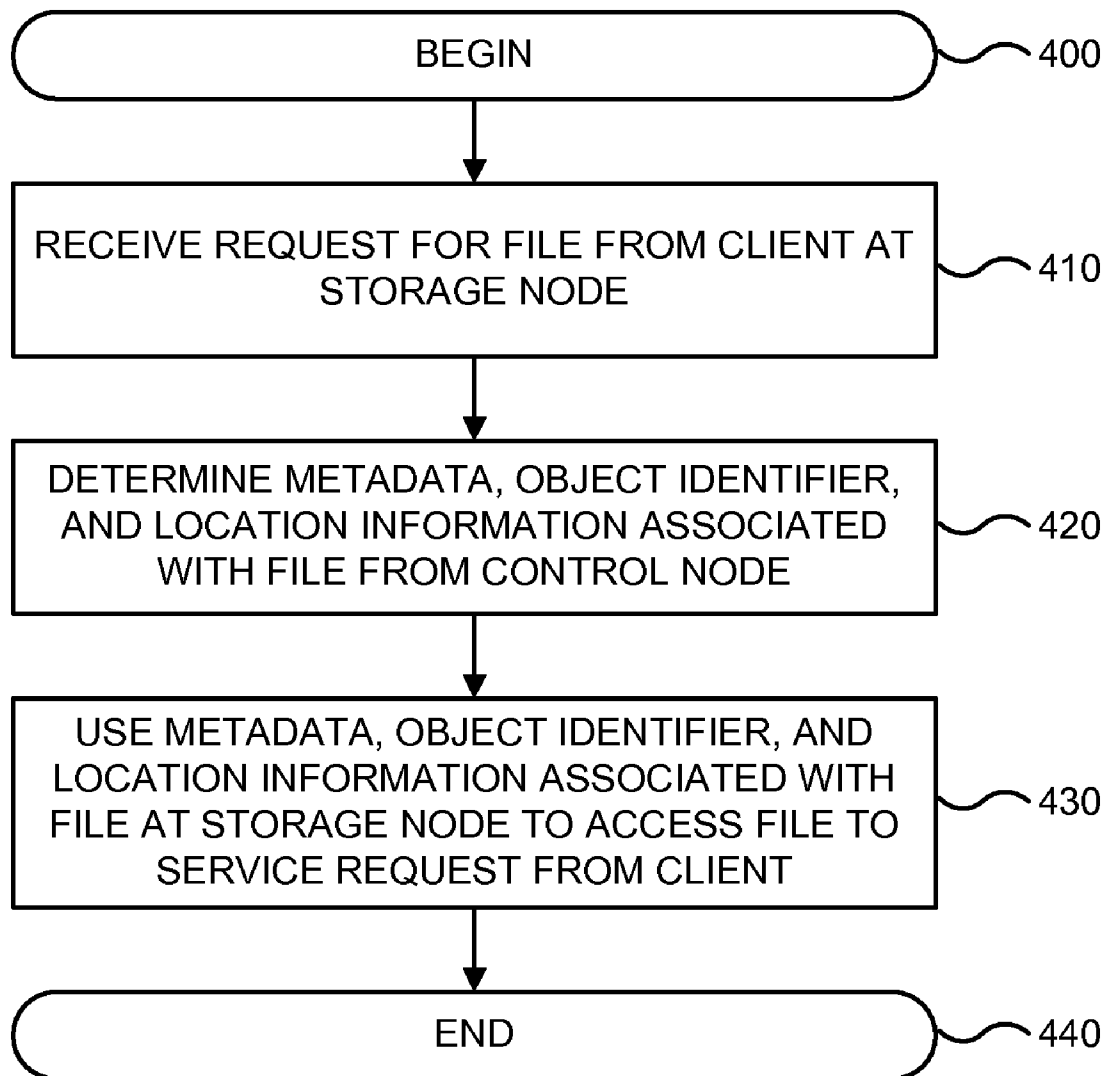 BEGIN
400
RECEIVE REQUEST FOR FILE FROM CLIENT AT
STORAGE NODE
410
DETERMINE METADATA, OBJECT IDENTIFIER,
AND LOCATION INFORMATION ASSOCIATED
WITH FILE FROM CONTROL NODE
420
USE METADATA, OBJECT IDENTIFIER, AND
LOCATION INFORMATION ASSOCIATED WITH
FILE AT STORAGE NODE TO ACCESS FILE TO
SERVICE REQUEST FROM CLIENT
430
END
440